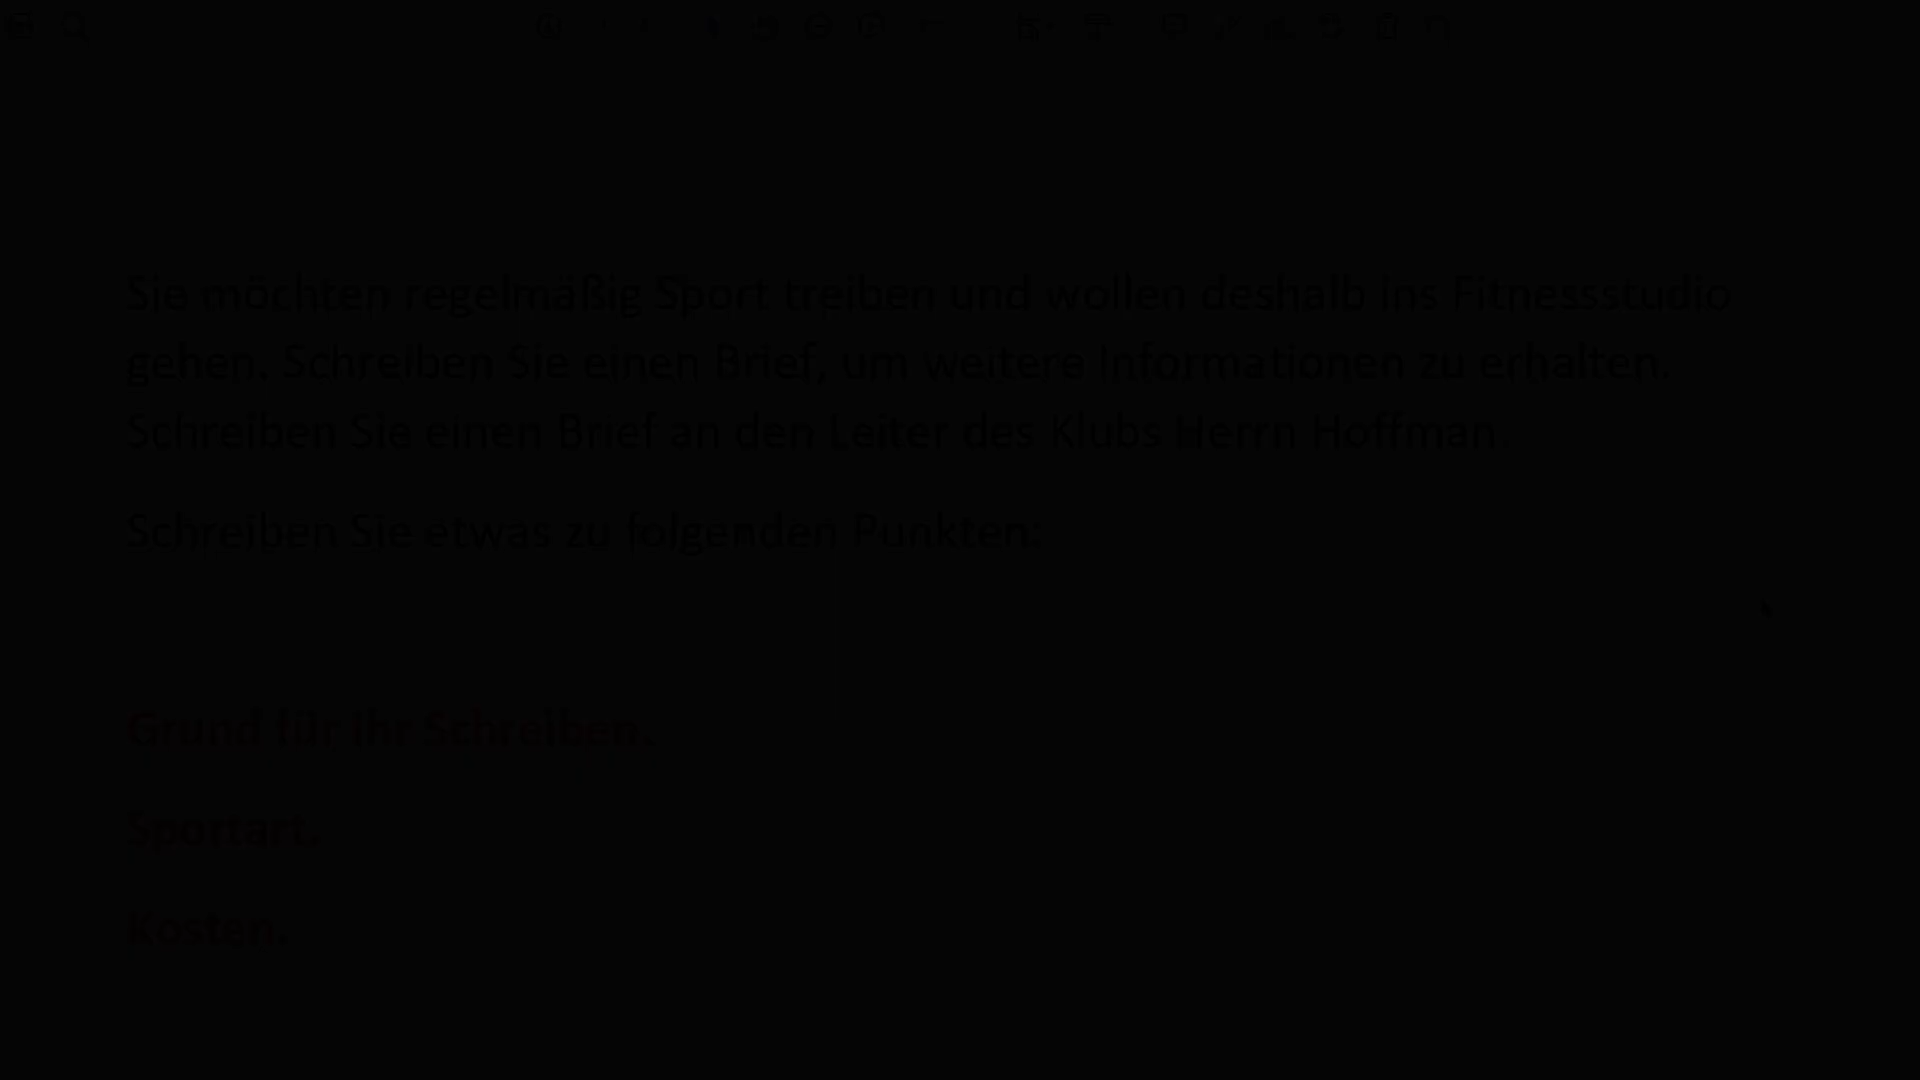 Sie möchten regelmäßig Sport treiben und wollen deshalb ins Fitnessstudio
gehen. Schreiben Sie einen Brief, um weitere Informationen zu erhalten.
Schreiben Sie einen Brief an den Leiter des Klubs Herrn Hoffman.
Schreiben Sie etwas zu folgenden Punkten:
Grund für Ihr Schreiben.
Sportart.
Kosten.